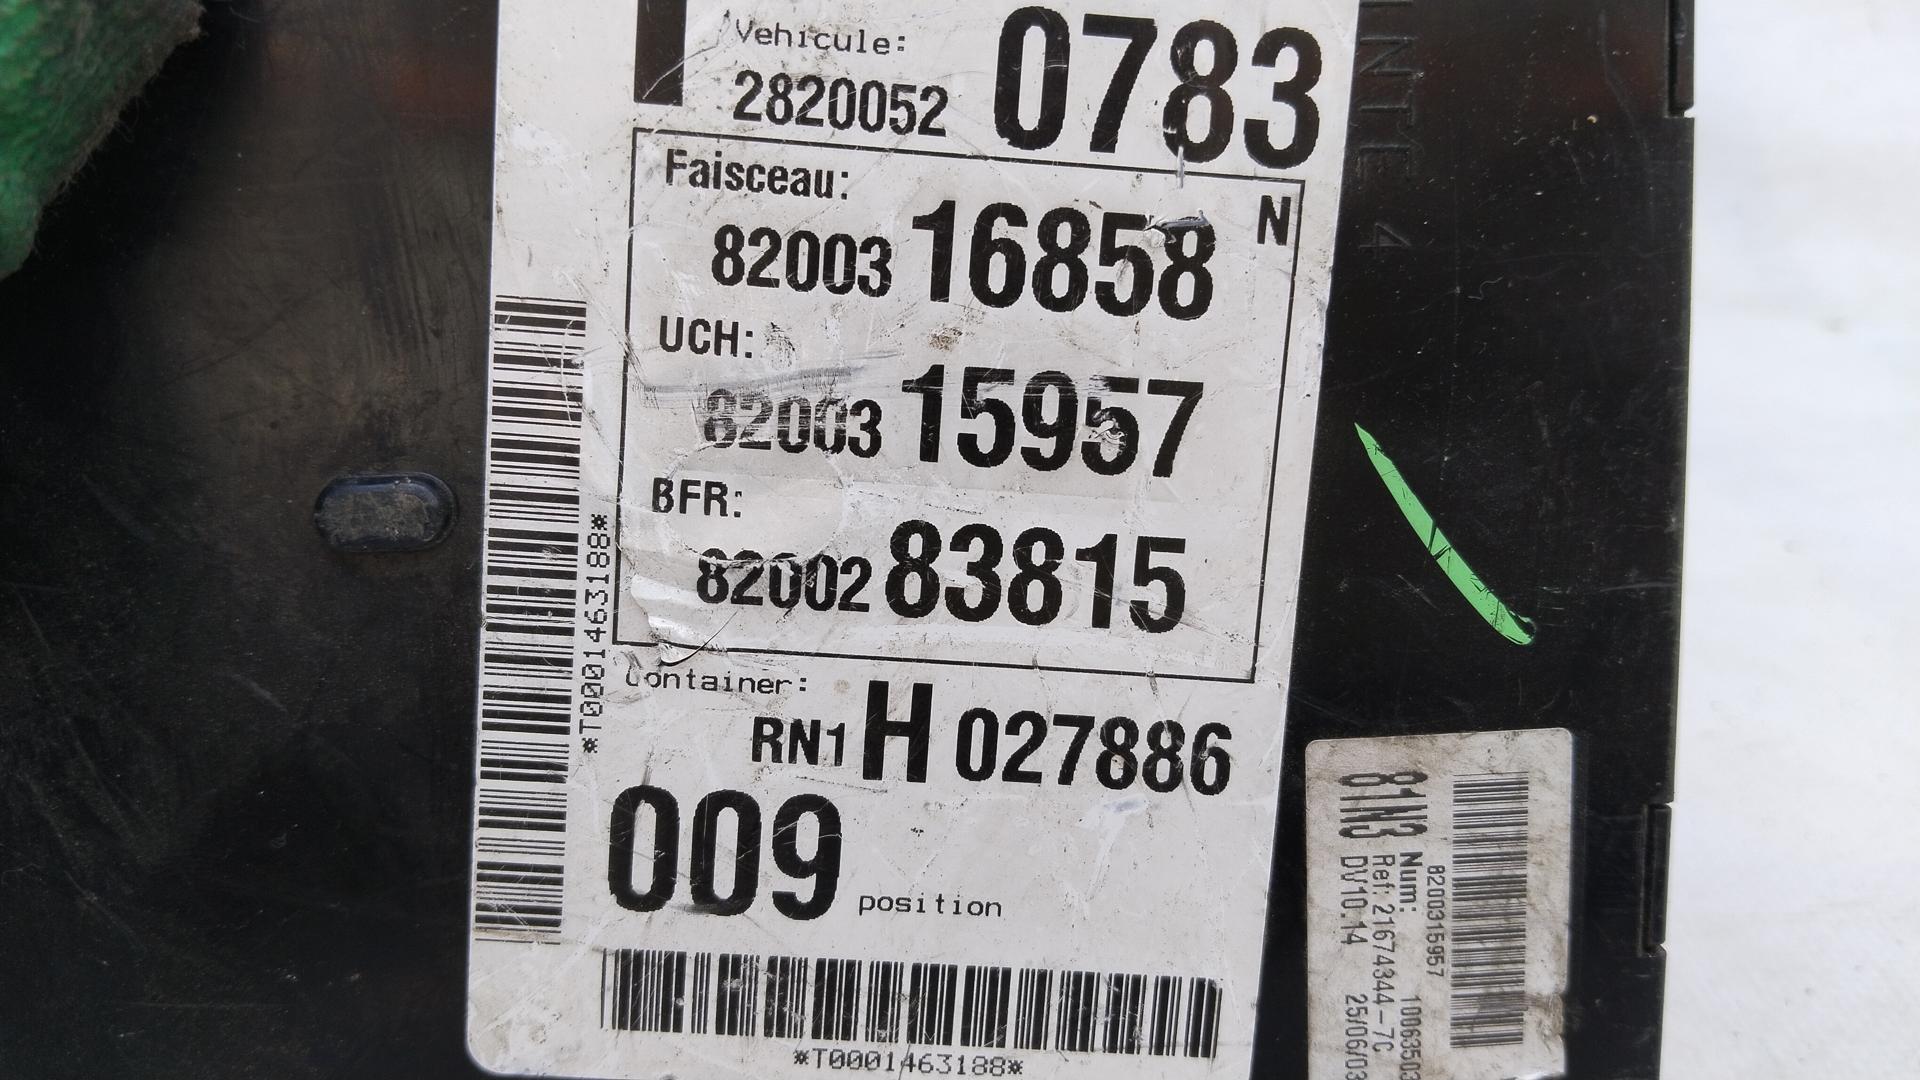 Vehicule:
2820052 0783
Faisceau:
N
82003 16858
UCH:
82003 15957
BFR:
82002 83815
Container:
RN1 H 027886
009 position
*T0001463188*
*T0001463188*
8200315957
Num: 10063503
Ref: 21674344-7C
DV10.14 25/06/03
81N3